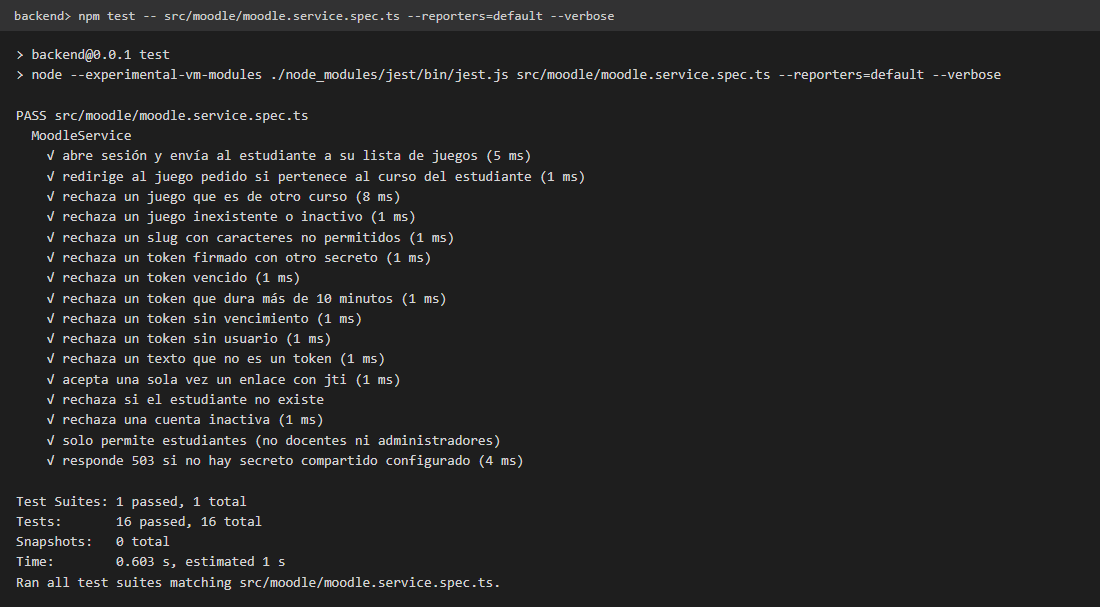 backend> npm test -- src/moodle/moodle.service.spec.ts --reporters=default --verbose
> backend@0.0.1 test
> node --experimental-vm-modules ./node_modules/jest/bin/jest.js src/moodle/moodle.service.spec.ts --reporters=default --verbose
PASS src/moodle/moodle.service.spec.ts
MoodleService
√ abre sesión y envía al estudiante a su lista de juegos (5 ms)
√ redirige al juego pedido si pertenece al curso del estudiante (1 ms)
√ rechaza un juego que es de otro curso (8 ms)
√ rechaza un juego inexistente o inactivo (1 ms)
√ rechaza un slug con caracteres no permitidos (1 ms)
√ rechaza un token firmado con otro secreto (1 ms)
√ rechaza un token vencido (1 ms)
√ rechaza un token que dura más de 10 minutos (1 ms)
√ rechaza un token sin vencimiento (1 ms)
√ rechaza un token sin usuario (1 ms)
√ rechaza un texto que no es un token (1 ms)
√ acepta una sola vez un enlace con jti (1 ms)
√ rechaza si el estudiante no existe
√ rechaza una cuenta inactiva (1 ms)
√ solo permite estudiantes (no docentes ni administradores)
√ responde 503 si no hay secreto compartido configurado (4 ms)
Test Suites: 1 passed, 1 total
Tests:       16 passed, 16 total
Snapshots:   0 total
Time:        0.603 s, estimated 1 s
Ran all test suites matching src/moodle/moodle.service.spec.ts.